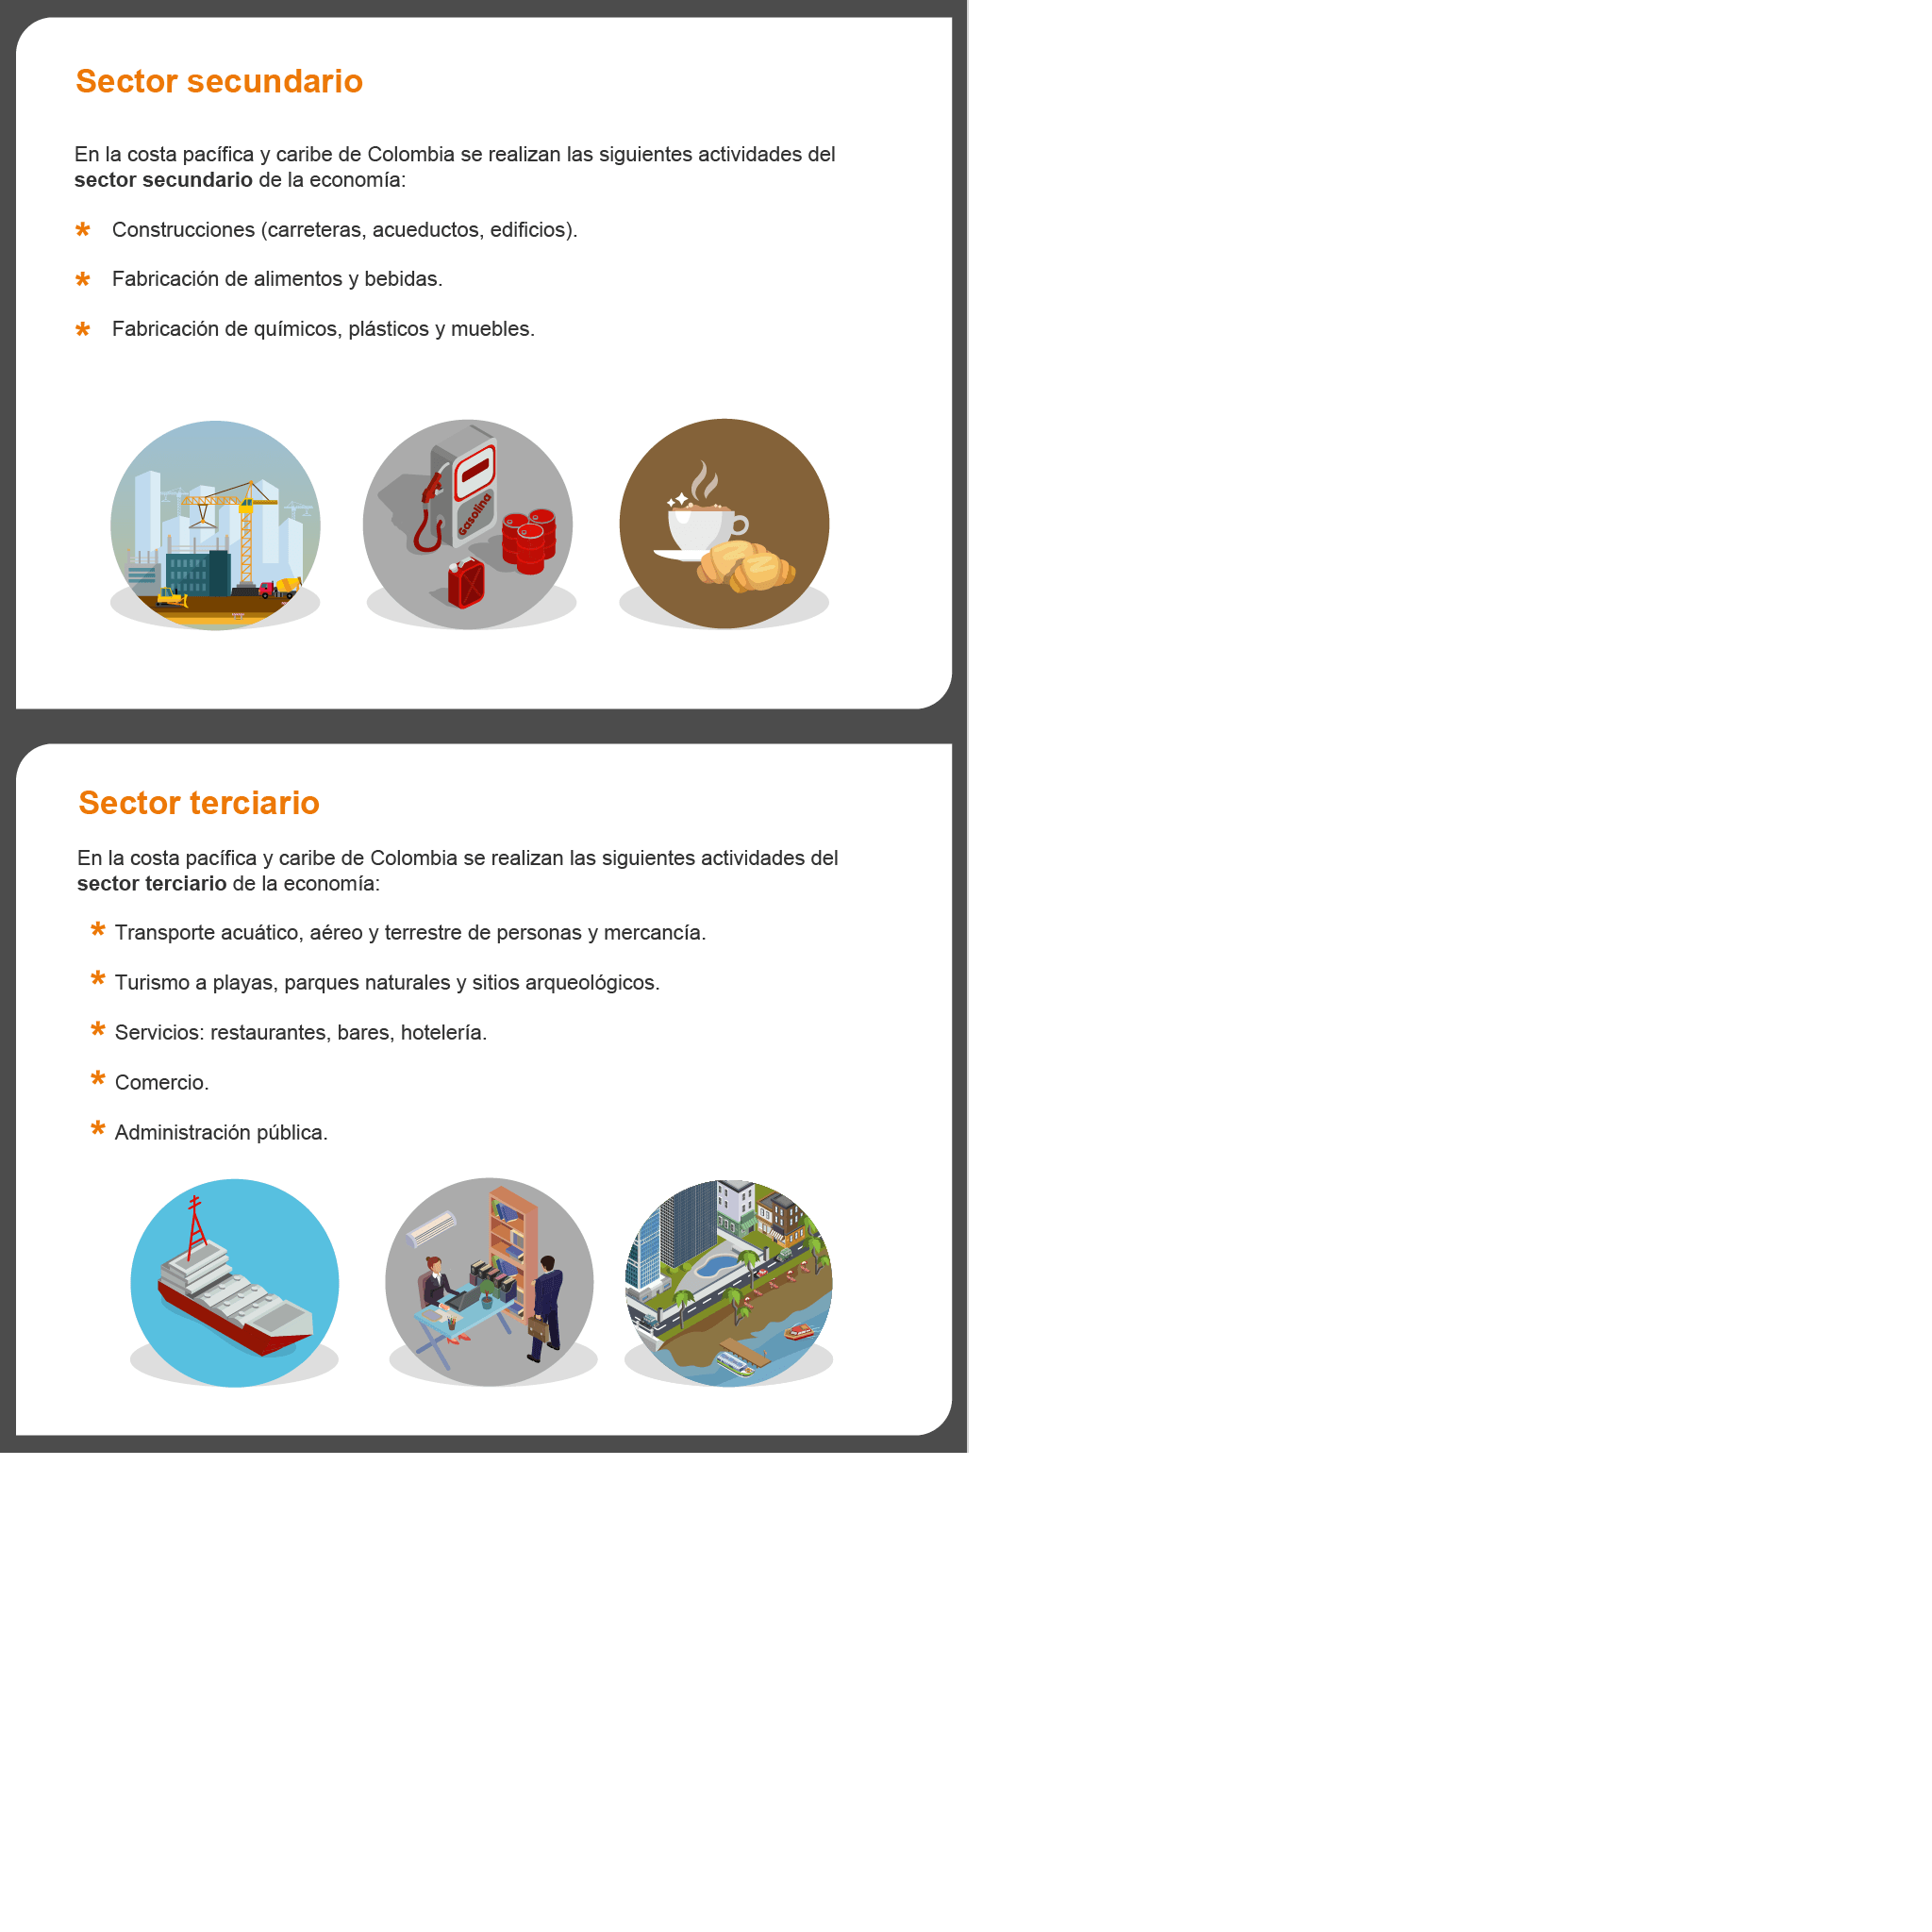 Sector secundario
En la costa pacífica y caribe de Colombia se realizan las siguientes actividades del
sector secundario de la economía:
* Construcciones (carreteras, acueductos, edificios).
* Fabricación de alimentos y bebidas.
* Fabricación de químicos, plásticos y muebles.
Gasolina
Sector terciario
En la costa pacífica y caribe de Colombia se realizan las siguientes actividades del
sector terciario de la economía:
* Transporte acuático, aéreo y terrestre de personas y mercancía.
* Turismo a playas, parques naturales y sitios arqueológicos.
* Servicios: restaurantes, bares, hotelería.
* Comercio.
* Administración pública.